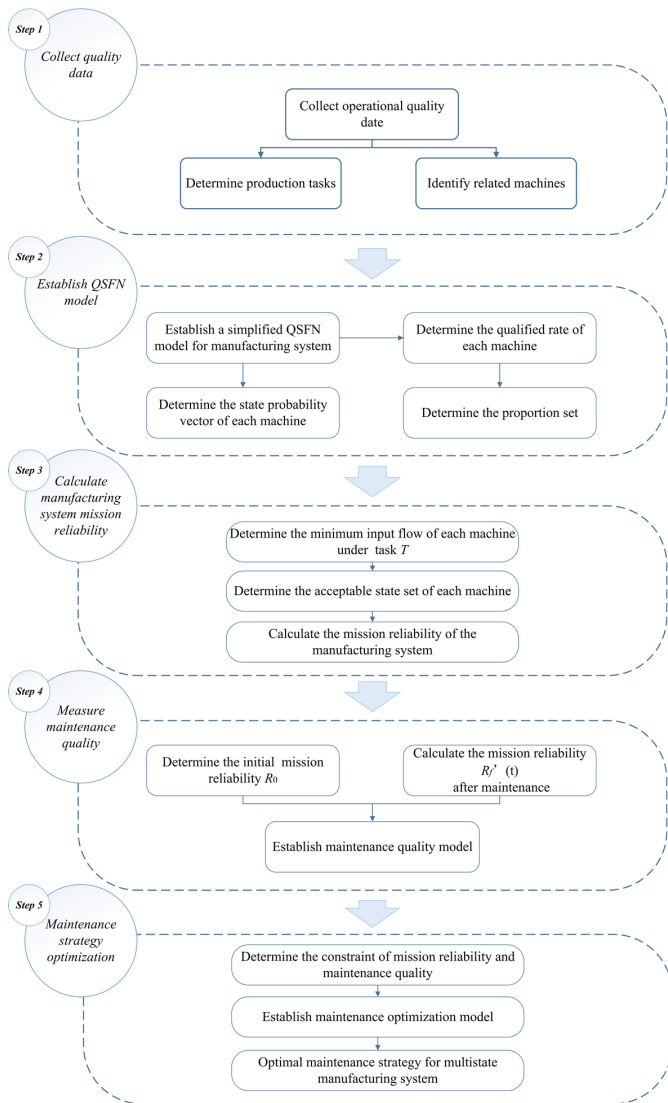 Step 1
Collect quality
data
Collect operational quality
date
Determine production tasks
Identify related machines
Step 2
Establish QSFN
model
Establish a simplified QSFN
model for manufacturing system
Determine the qualified rate of
each machine
Determine the state probability
vector of each machine
Determine the proportion set
Step 3
Calculate
manufacturing
system mission
reliability
Determine the minimum input flow of each machine
under task T
Determine the acceptable state set of each machine
Calculate the mission reliability of the
manufacturing system
Step 4
Measure
maintenance
quality
Determine the initial mission
reliability R0
Calculate the mission reliability
Rf’ (t)
after maintenance
Establish maintenance quality model
Step 5
Maintenance
strategy
optimization
Determine the constraint of mission reliability and
maintenance quality
Establish maintenance optimization model
Optimal maintenance strategy for multistate
manufacturing system